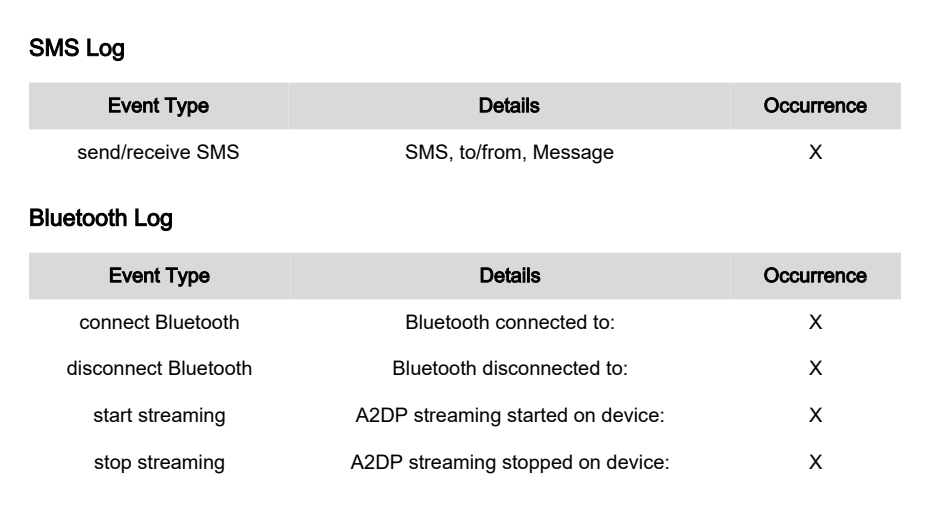 SMS Log
Event Type Details Occurrence
send/receive SMS SMS, to/from, Message X
Bluetooth Log
Event Type Details Occurrence
connect Bluetooth Bluetooth connected to: X
disconnect Bluetooth Bluetooth disconnected to: X
start streaming A2DP streaming started on device: X
stop streaming A2DP streaming stopped on device: X